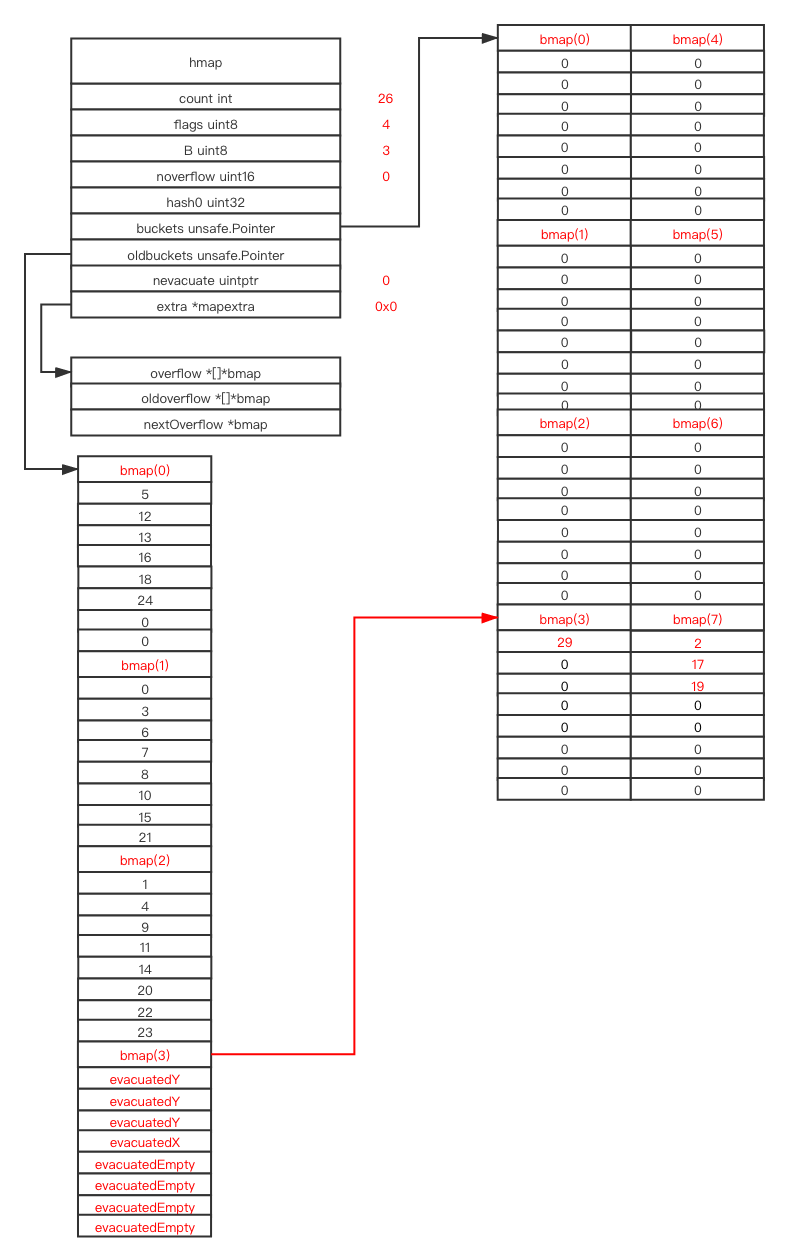 hmap
count int 26
flags uint8 4
B uint8 3
noverflow uint16 0
hash0 uint32
buckets unsafe.Pointer
oldbuckets unsafe.Pointer
nevacuate uintptr 0
extra *mapextra 0x0
overflow *[]*bmap
oldoverflow *[]*bmap
nextOverflow *bmap
bmap(0)
5
12
13
16
18
24
0
0
bmap(1)
0
3
6
7
8
10
15
21
bmap(2)
1
4
9
11
14
20
22
23
bmap(3)
evacuatedY
evacuatedY
evacuatedY
evacuatedX
evacuatedEmpty
evacuatedEmpty
evacuatedEmpty
evacuatedEmpty
bmap(0) bmap(4)
0 0
0 0
0 0
0 0
0 0
0 0
0 0
0 0
bmap(1) bmap(5)
0 0
0 0
0 0
0 0
0 0
0 0
0 0
0 0
bmap(2) bmap(6)
0 0
0 0
0 0
0 0
0 0
0 0
0 0
0 0
bmap(3) bmap(7)
29 2
0 17
0 19
0 0
0 0
0 0
0 0
0 0